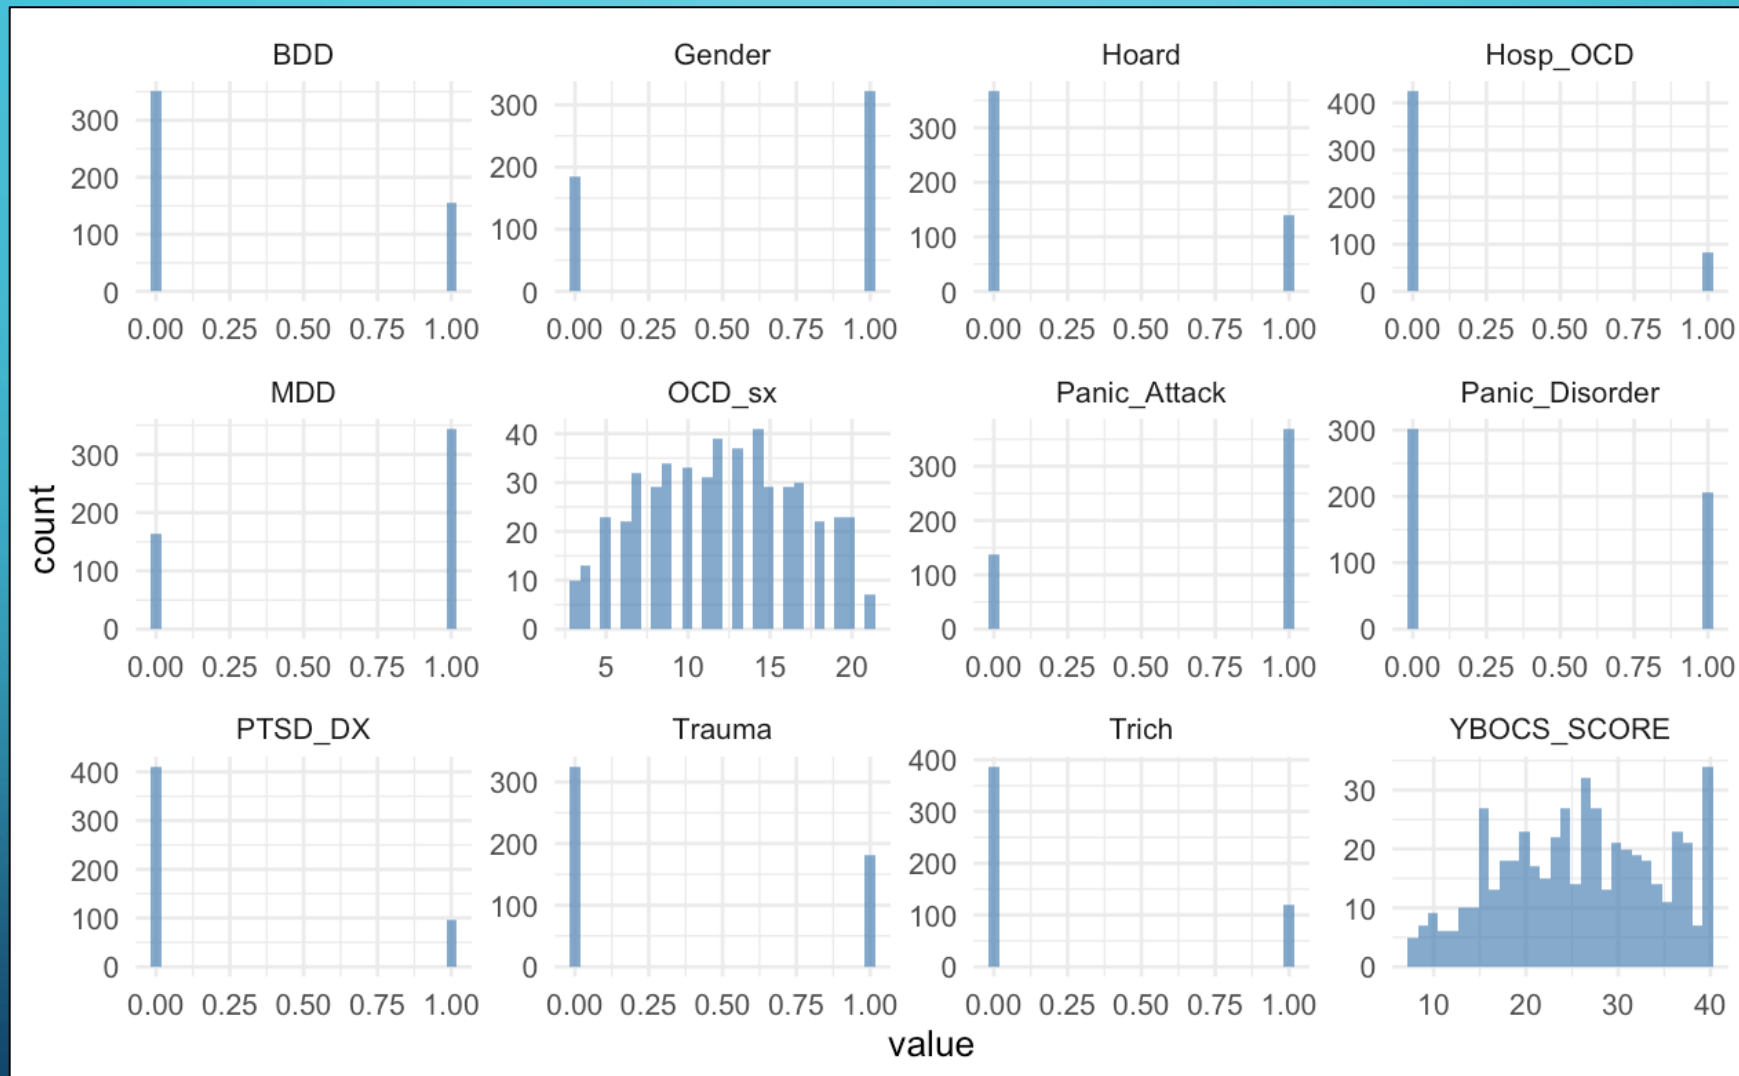 BDD Gender Hoard Hosp_OCD
300 300 300 400
200 200 200 300
100 100 100 200
0 0 0 100
0
0.00 0.25 0.50 0.75 1.00 0.00 0.25 0.50 0.75 1.00 0.00 0.25 0.50 0.75 1.00 0.00 0.25 0.50 0.75 1.00
MDD OCD_sx Panic_Attack Panic_Disorder
300 40 300 300
200 30 200 200
100 20 100 100
0 10 0 0
0
0.00 0.25 0.50 0.75 1.00 5 10 15 20 0.00 0.25 0.50 0.75 1.00 0.00 0.25 0.50 0.75 1.00
count
PTSD_DX Trauma Trich YBOCS_SCORE
400 300 400 30
300 200 300 20
200 100 200 10
100 0 100 0
0 0
0.00 0.25 0.50 0.75 1.00 0.00 0.25 0.50 0.75 1.00 0.00 0.25 0.50 0.75 1.00 10 20 30 40
value